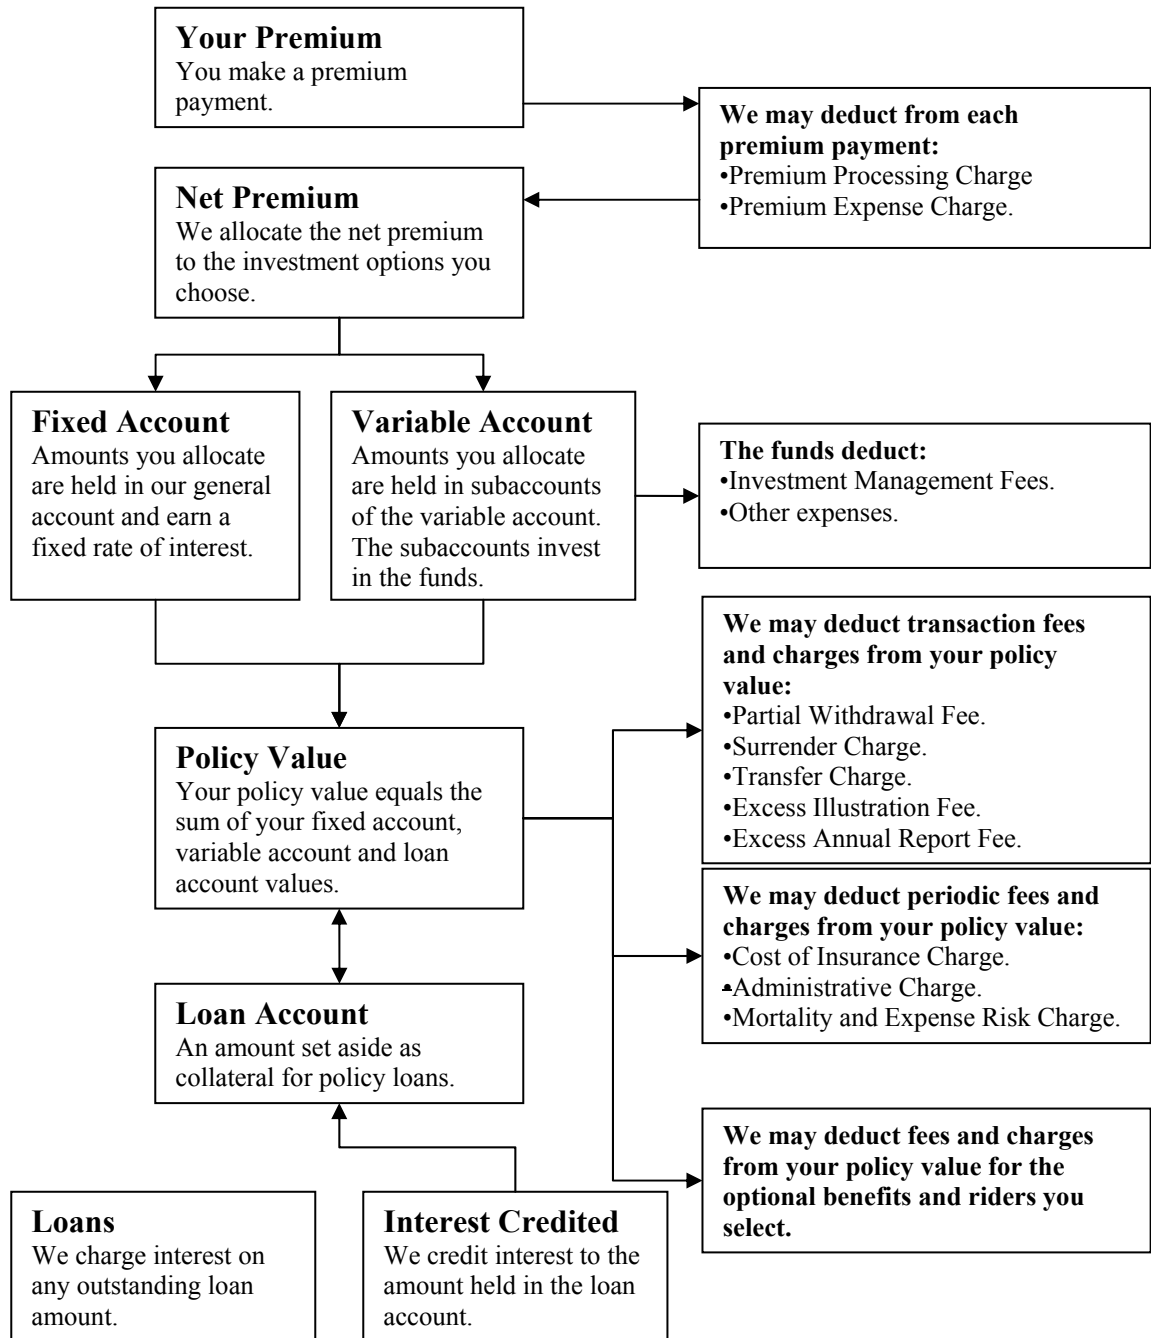 Your Premium
You make a premium
payment.
We may deduct from each
premium payment:
•Premium Processing Charge
•Premium Expense Charge.
Net Premium
We allocate the net premium
to the investment options you
choose.
Fixed Account
Amounts you allocate
are held in our general
account and earn a
fixed rate of interest.
Variable Account
Amounts you allocate
are held in subaccounts
of the variable account.
The subaccounts invest
in the funds.
The funds deduct:
•Investment Management Fees.
•Other expenses.
We may deduct transaction fees
and charges from your policy
value:
•Partial Withdrawal Fee.
•Surrender Charge.
•Transfer Charge.
•Excess Illustration Fee.
•Excess Annual Report Fee.
Policy Value
Your policy value equals the
sum of your fixed account,
variable account and loan
account values.
We may deduct periodic fees and
charges from your policy value:
•Cost of Insurance Charge.
•Administrative Charge.
•Mortality and Expense Risk Charge.
Loan Account
An amount set aside as
collateral for policy loans.
We may deduct fees and charges
from your policy value for the
optional benefits and riders you
select.
Loans
We charge interest on
any outstanding loan
amount.
Interest Credited
We credit interest to the
amount held in the loan
account.